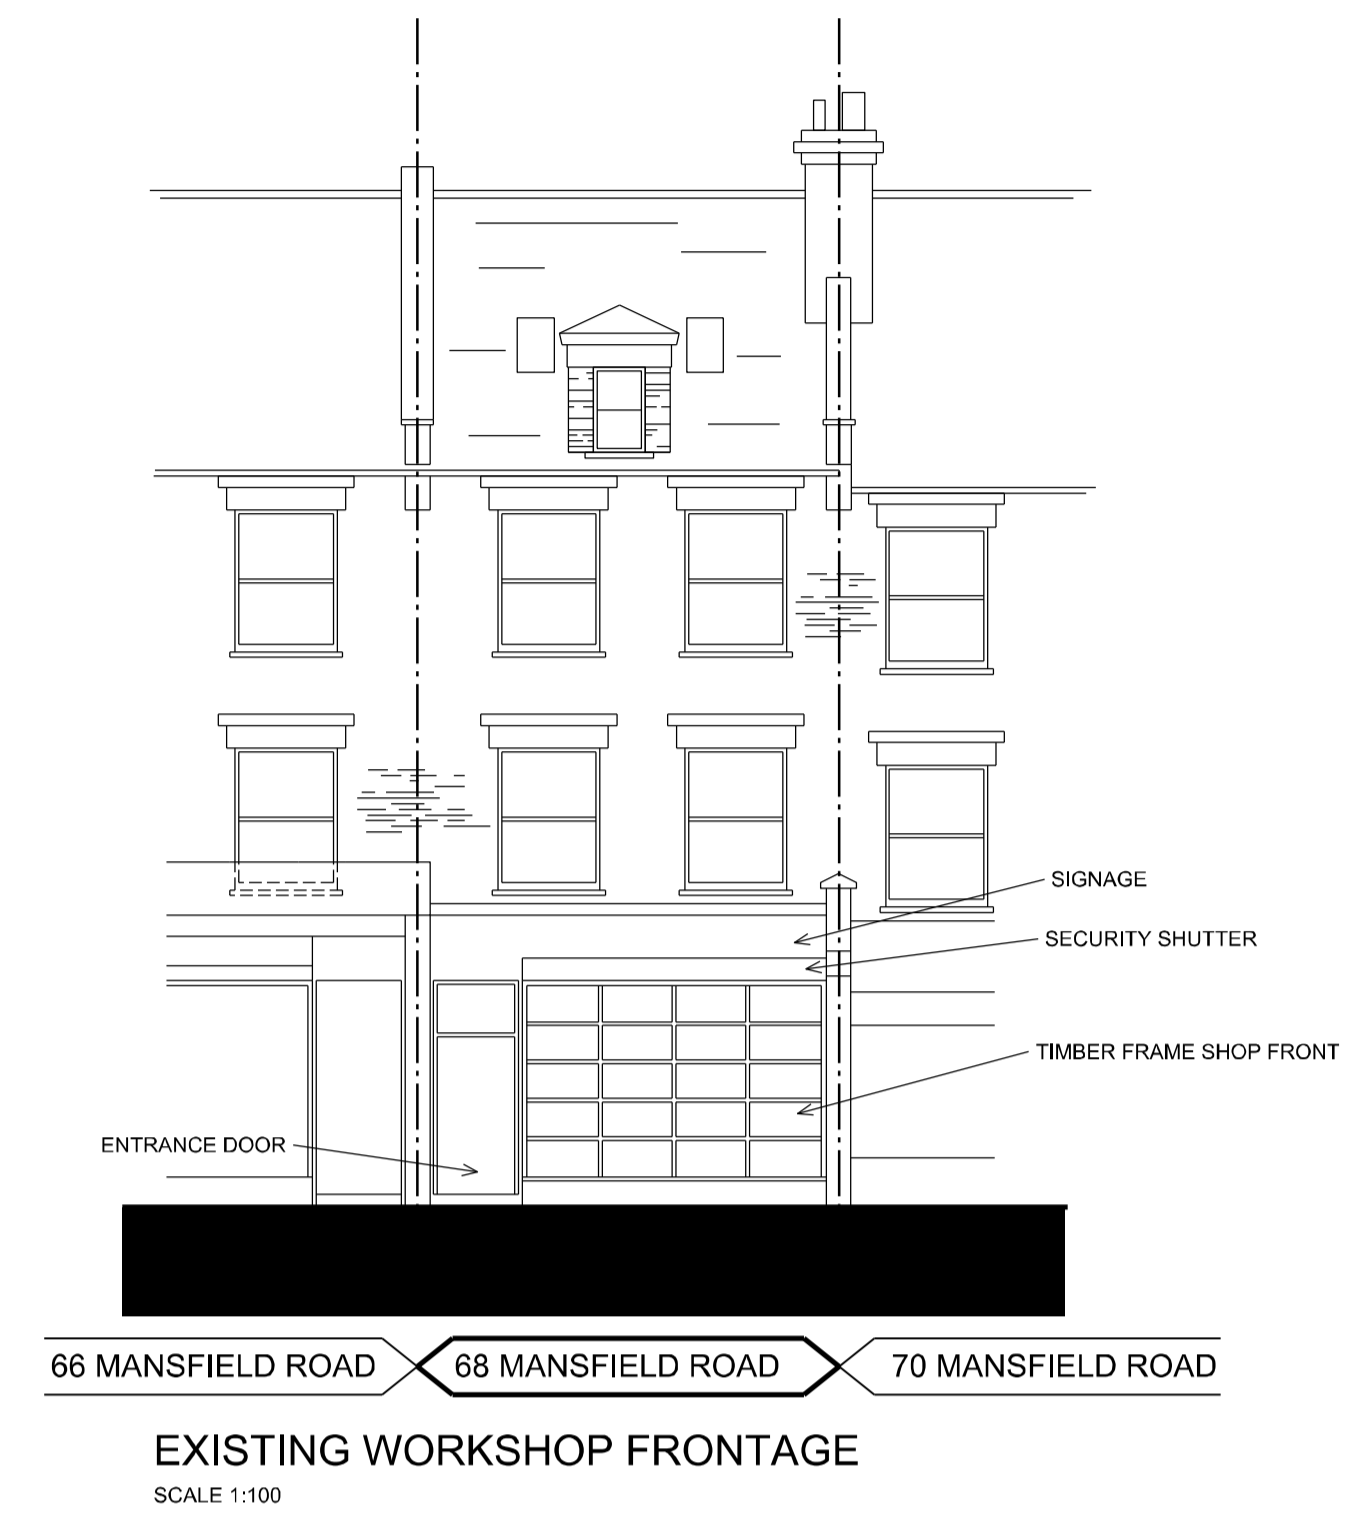 SIGNAGE
SECURITY SHUTTER
TIMBER FRAME SHOP FRONT
ENTRANCE DOOR
66 MANSFIELD ROAD
68 MANSFIELD ROAD
70 MANSFIELD ROAD
EXISTING WORKSHOP FRONTAGE
SCALE 1:100